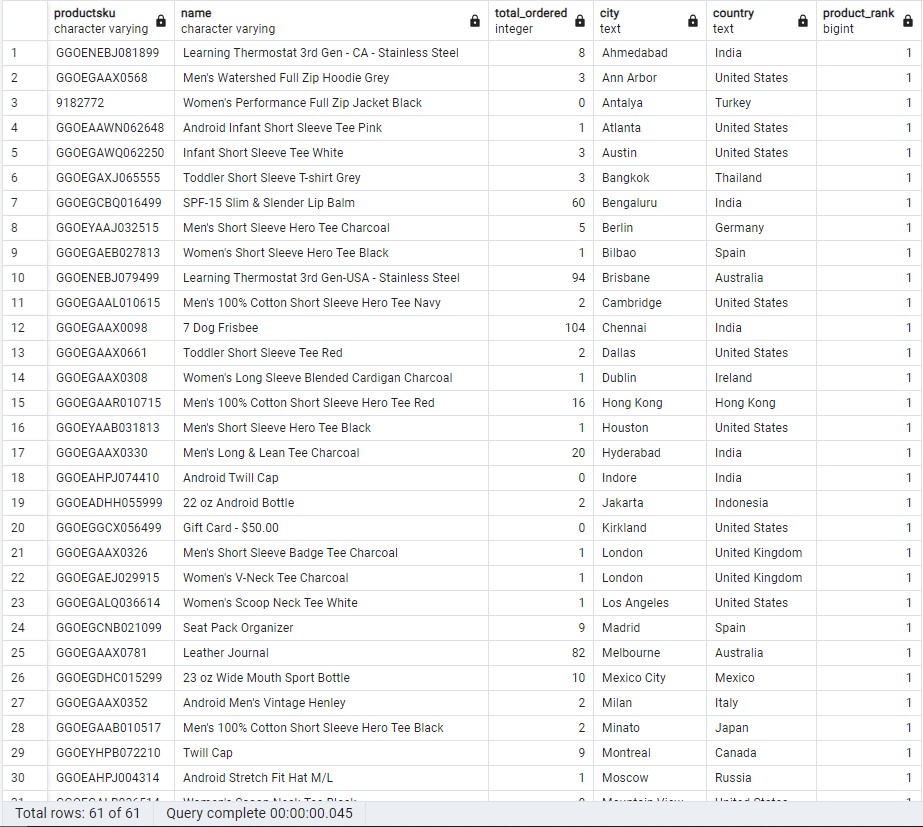 productsku name total_ordered city country product_rank
character varying character varying integer text text bigint
1 GGOENEBJ081899 Learning Thermostat 3rd Gen - CA - Stainless Steel 8 Ahmedabad India 1
2 GGOEGAAX0568 Men's Watershed Full Zip Hoodie Grey 3 Ann Arbor United States 1
3 9182772 Women's Performance Full Zip Jacket Black 0 Antalya Turkey 1
4 GGOEAAWN062648 Android Infant Short Sleeve Tee Pink 1 Atlanta United States 1
5 GGOEGAWQ062250 Infant Short Sleeve Tee White 3 Austin United States 1
6 GGOEGAXJ065555 Toddler Short Sleeve T-shirt Grey 3 Bangkok Thailand 1
7 GGOEGCBQ016499 SPF-15 Slim & Slender Lip Balm 60 Bengaluru India 1
8 GGOEYAAJ032515 Men's Short Sleeve Hero Tee Charcoal 5 Berlin Germany 1
9 GGOEGAEB027813 Women's Short Sleeve Hero Tee Black 1 Bilbao Spain 1
10 GGOENEBJ079499 Learning Thermostat 3rd Gen-USA - Stainless Steel 94 Brisbane Australia 1
11 GGOEGAAL010615 Men's 100% Cotton Short Sleeve Hero Tee Navy 2 Cambridge United States 1
12 GGOEGAAX0098 7 Dog Frisbee 104 Chennai India 1
13 GGOEGAAX0661 Toddler Short Sleeve Tee Red 2 Dallas United States 1
14 GGOEGAAX0308 Women's Long Sleeve Blended Cardigan Charcoal 1 Dublin Ireland 1
15 GGOEGAAR010715 Men's 100% Cotton Short Sleeve Hero Tee Red 16 Hong Kong Hong Kong 1
16 GGOEYAAB031813 Men's Short Sleeve Hero Tee Black 1 Houston United States 1
17 GGOEGAAX0330 Men's Long & Lean Tee Charcoal 20 Hyderabad India 1
18 GGOEAHPJ074410 Android Twill Cap 0 Indore India 1
19 GGOEADHH055999 22 oz Android Bottle 2 Jakarta Indonesia 1
20 GGOEGGCX056499 Gift Card - $50.00 0 Kirkland United States 1
21 GGOEGAAX0326 Men's Short Sleeve Badge Tee Charcoal 1 London United Kingdom 1
22 GGOEGAEJ029915 Women's V-Neck Tee Charcoal 1 London United Kingdom 1
23 GGOEGALQ036614 Women's Scoop Neck Tee White 1 Los Angeles United States 1
24 GGOEGCNB021099 Seat Pack Organizer 9 Madrid Spain 1
25 GGOEGAAX0781 Leather Journal 82 Melbourne Australia 1
26 GGOEGDHC015299 23 oz Wide Mouth Sport Bottle 10 Mexico City Mexico 1
27 GGOEGAAX0352 Android Men's Vintage Henley 2 Milan Italy 1
28 GGOEGAAB010517 Men's 100% Cotton Short Sleeve Hero Tee Black 2 Minato Japan 1
29 GGOEYHPB072210 Twill Cap 9 Montreal Canada 1
30 GGOEAHPJ004314 Android Stretch Fit Hat M/L 1 Moscow Russia 1
Total rows: 61 of 61 Query complete 00:00:00.045